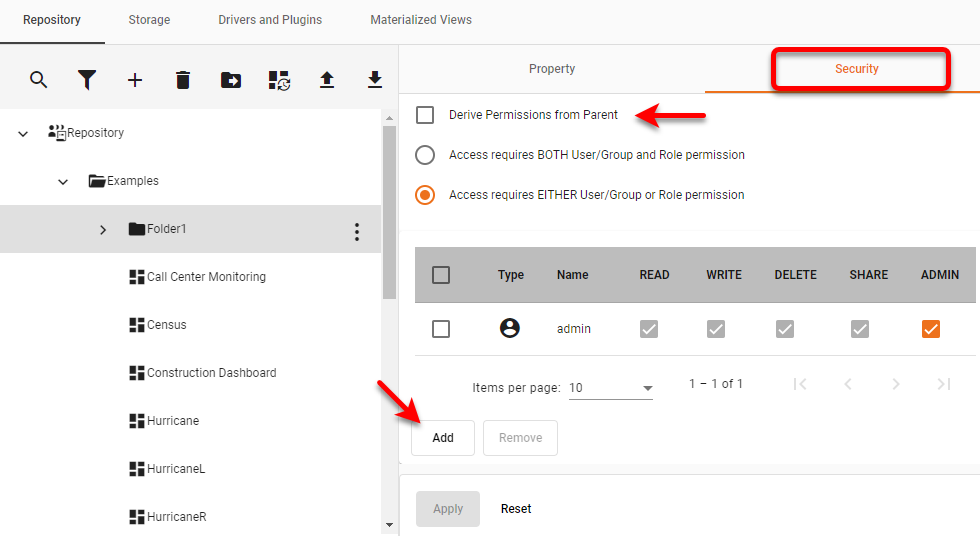 Repository Storage Drivers and Plugins Materialized Views
Property Security
Repository
Examples
Folder1
Call Center Monitoring
Census
Construction Dashboard
Hurricane
HurricaneL
HurricaneR
Derive Permissions from Parent
Access requires BOTH User/Group and Role permission
Access requires EITHER User/Group or Role permission
Type Name READ WRITE DELETE SHARE ADMIN
admin
Items per page: 10 1 – 1 of 1
Add Remove
Apply Reset